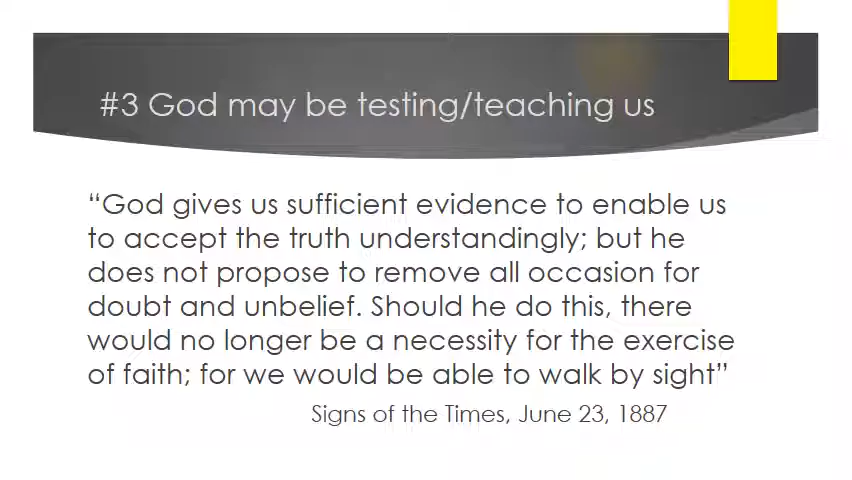 #3 God may be testing/teaching us
“God gives us sufficient evidence to enable us
to accept the truth understandingly; but he
does not propose to remove all occasion for
doubt and unbelief. Should he do this, there
would no longer be a necessity for the exercise
of faith; for we would be able to walk by sight”
Signs of the Times, June 23, 1887